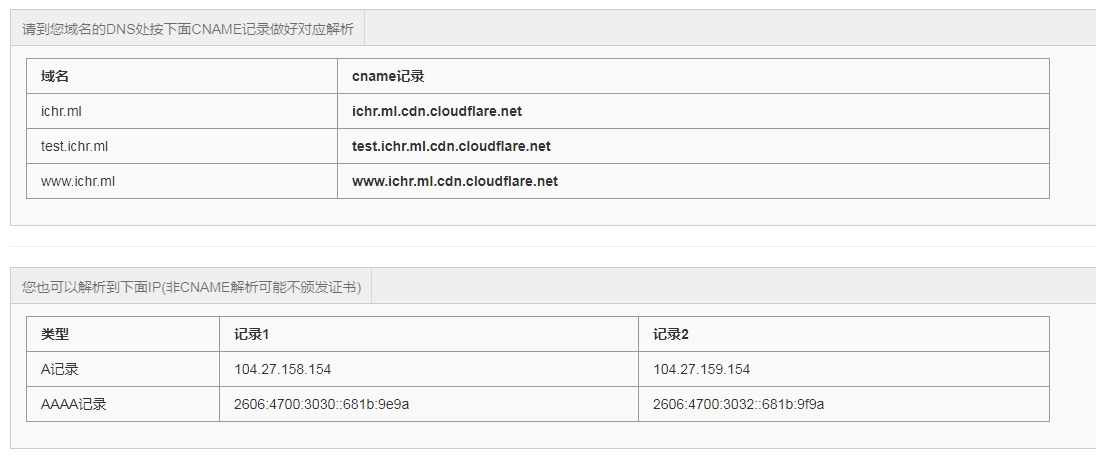 请到您域名的DNS处按下面CNAME记录做好对应解析
域名 cname记录
ichr.ml ichr.ml.cdn.cloudflare.net
test.ichr.ml test.ichr.ml.cdn.cloudflare.net
www.ichr.ml www.ichr.ml.cdn.cloudflare.net
您也可以解析到下面IP(非CNAME解析可能不颁发证书)
类型 记录1 记录2
A记录 104.27.158.154 104.27.159.154
AAAA记录 2606:4700:3030::681b:9e9a 2606:4700:3032::681b:9f9a